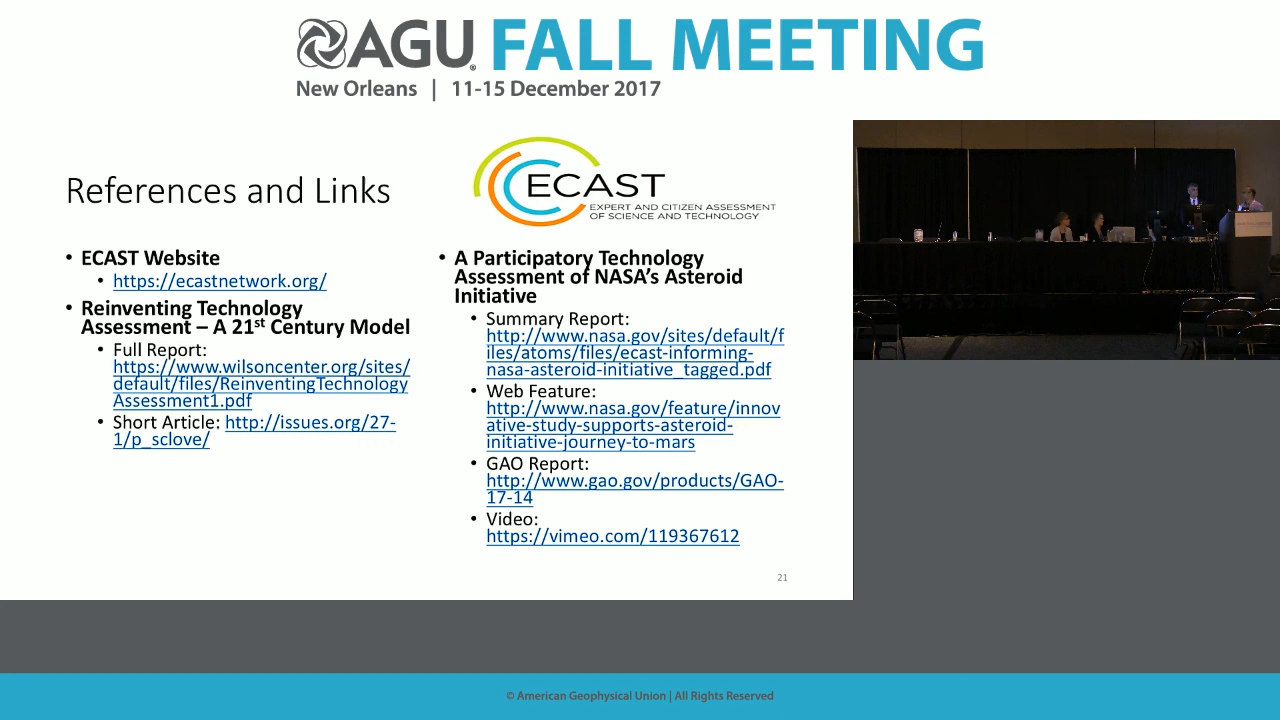 AGU FALL MEETING
New Orleans | 11-15 December 2017
References and Links
ECAST
EXPERT AND CITIZEN ASSESSMENT
OF SCIENCE AND TECHNOLOGY
• ECAST Website
• https://ecastnetwork.org/
• Reinventing Technology
Assessment – A 21st Century Model
• Full Report:
https://www.wilsoncenter.org/sites/
default/files/ReinventingTechnology
Assessment1.pdf
• Short Article: http://issues.org/27-
1/p_sclove/
• A Participatory Technology
Assessment of NASA's Asteroid
Initiative
• Summary Report:
http://www.nasa.gov/sites/default/f
iles/atoms/files/ecast-informing-
nasa-asteroid-initiative_tagged.pdf
• Web Feature:
http://www.nasa.gov/feature/innov
ative-study-supports-asteroid-
initiative-journey-to-mars
• GAO Report:
http://www.gao.gov/products/GAO-
17-14
• Video:
https://vimeo.com/119367612
21
© American Geophysical Union | All Rights Reserved